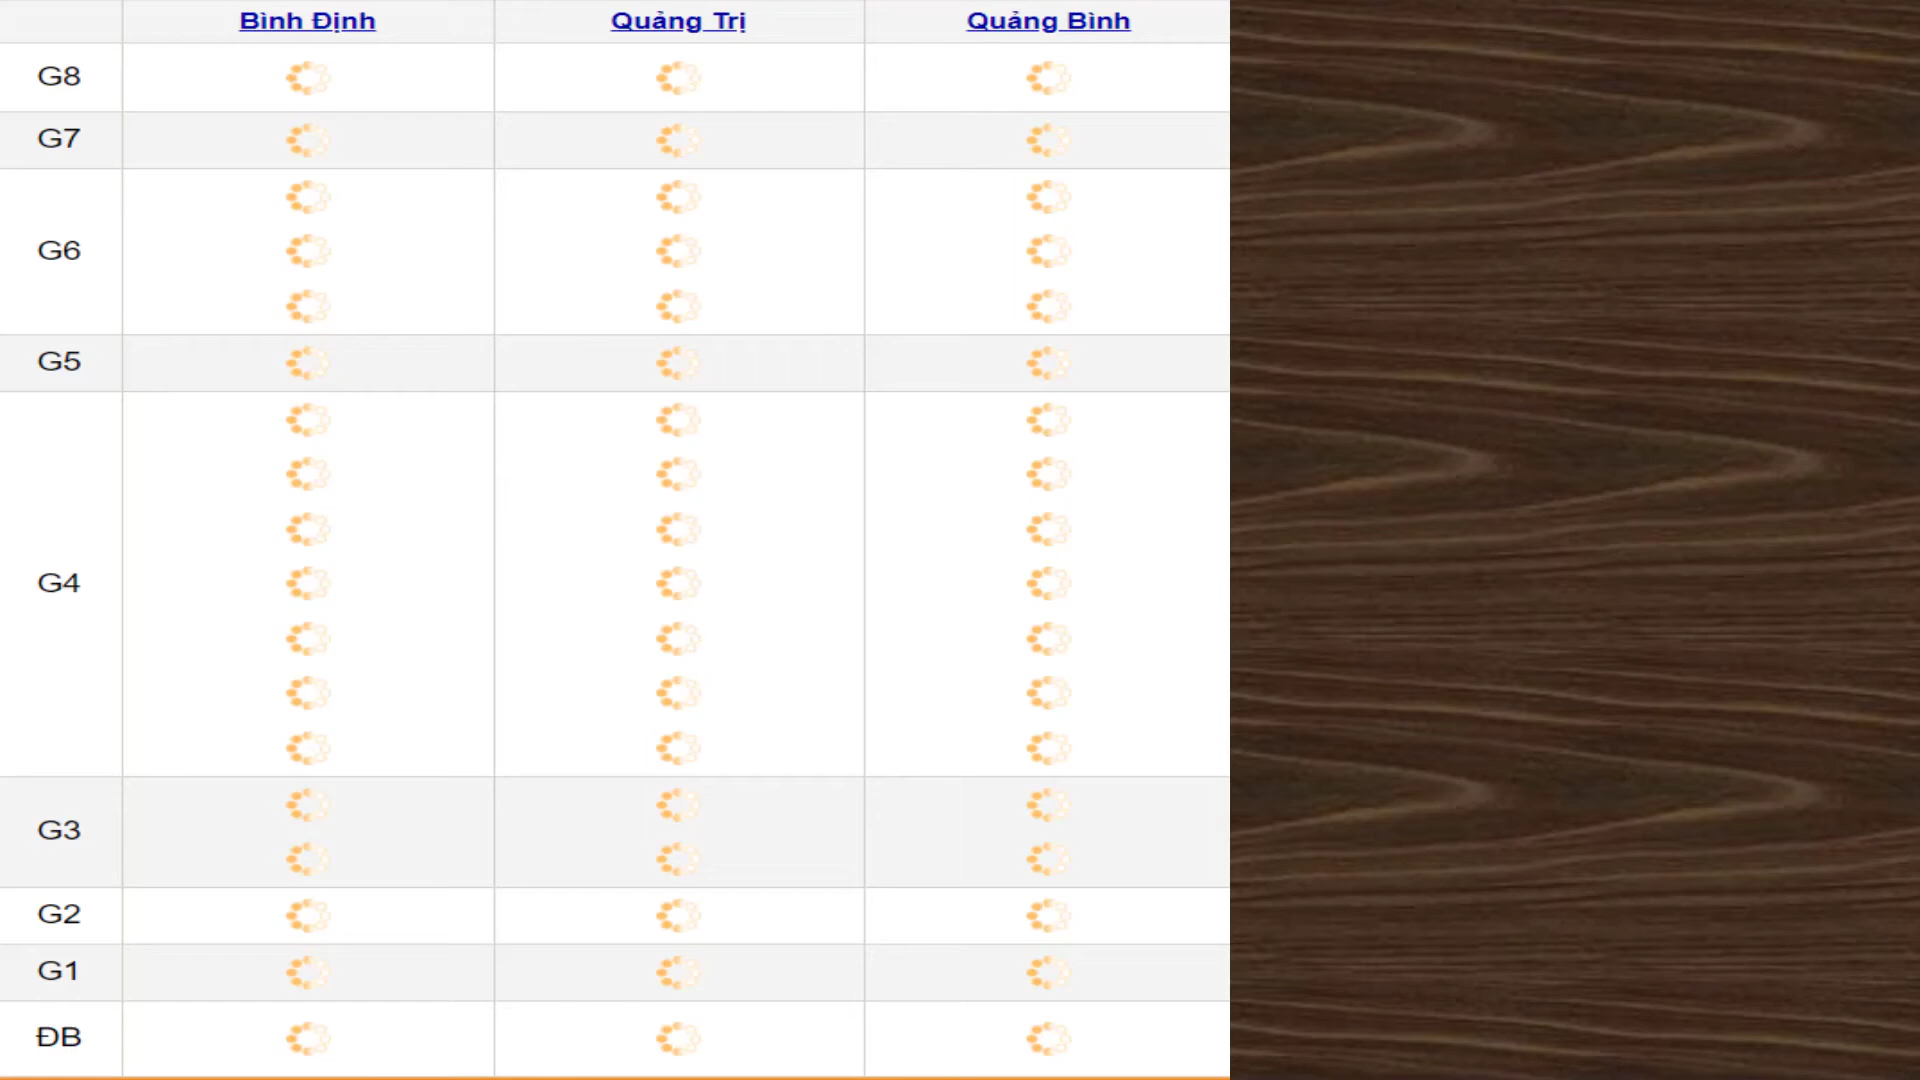 Bình Định Quảng Trị Quảng Bình
G8
G7
G6
G5
G4
G3
G2
G1
ĐB